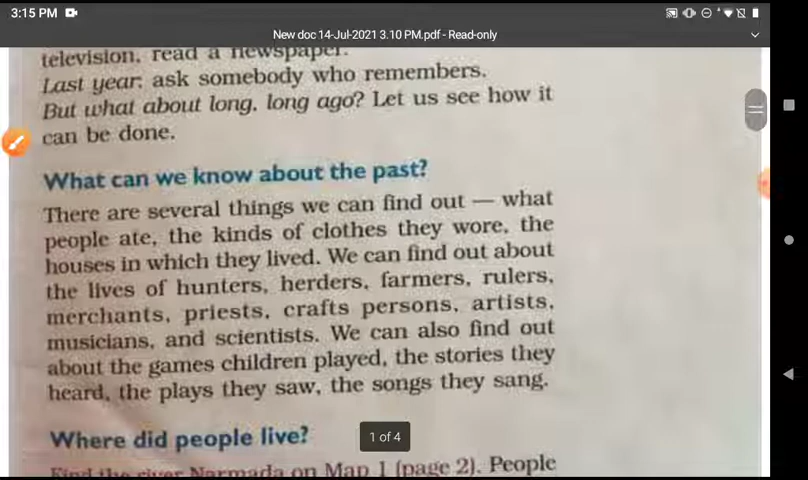 3:15 PM
New doc 14-Jul-2021 3.10 PM.pdf - Read-only
television, read a newspaper.
Last year: ask somebody who remembers.
But what about long, long ago? Let us see how it
can be done.
What can we know about the past?
There are several things we can find out — what
people ate, the kinds of clothes they wore, the
houses in which they lived. We can find out about
the lives of hunters, herders, farmers, rulers,
merchants, priests, crafts persons, artists,
musicians, and scientists. We can also find out
about the games children played, the stories they
heard, the plays they saw, the songs they sang.
1 of 4
Where did people live?
Find the river Narmada on Map 1 (page 2). People